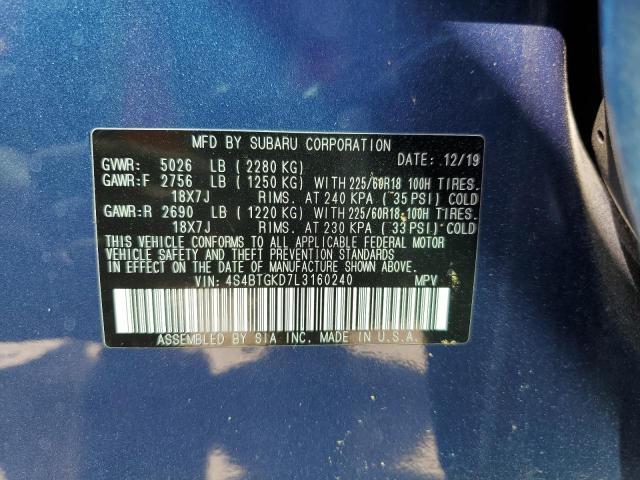 MFD BY SUBARU CORPORATION
DATE: 12/19
GVWR: 5026 LB ( 2280 KG)
GAWR:F 2756 LB ( 1250 KG) WITH 225/60R18 100H TIRES.
18X7J RIMS. AT 240 KPA ( 35 PSI) COLD
GAWR:R 2690 LB ( 1220 KG) WITH 225/60R18 100H TIRES.
18X7J RIMS. AT 230 KPA ( 33 PSI) COLD
THIS VEHICLE CONFORMS TO ALL APPLICABLE FEDERAL MOTOR
VEHICLE SAFETY AND THEFT PREVENTION STANDARDS
IN EFFECT ON THE DATE OF MANUFACTURE SHOWN ABOVE.
VIN: 4S4BTGKD7L3160240 MPV
ASSEMBLED BY SIA INC. MADE IN U.S.A.